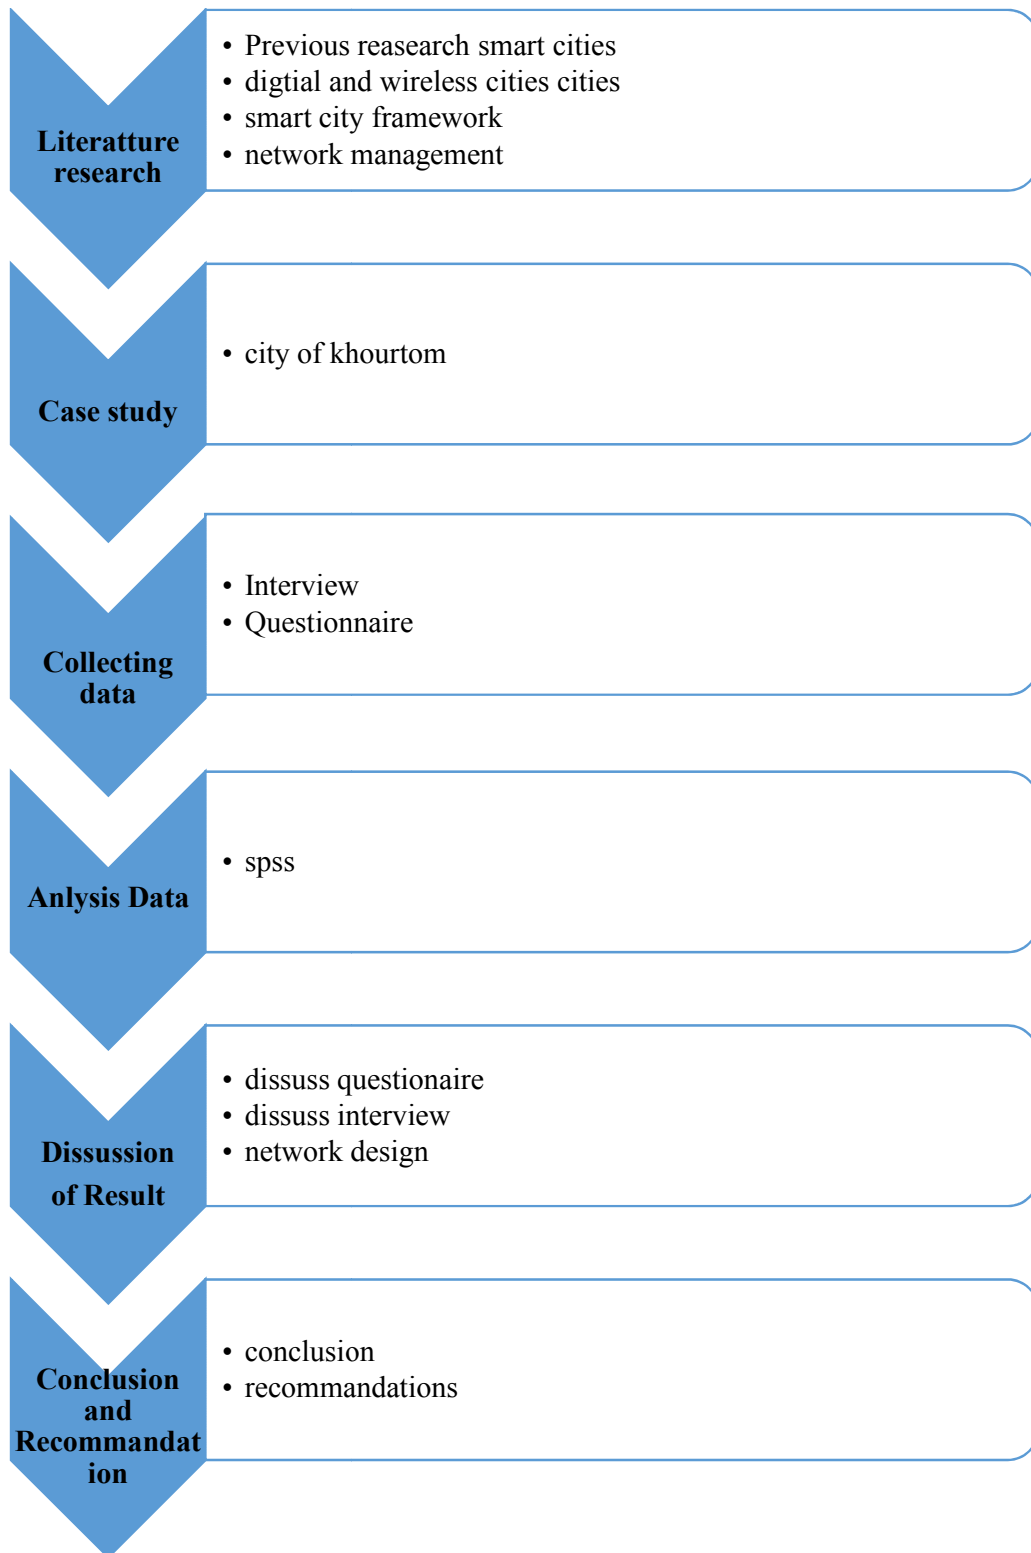 Literatture
research
• Previous reasearch smart cities
• digtial and wireless cities cities
• smart city framework
• network management
Case study
• city of khourtom
Collecting
data
• Interview
• Questionnaire
Anlysis Data
• spss
Dissussion
of Result
• dissuss questionaire
• dissuss interview
• network design
Conclusion
and
Recommandat
ion
• conclusion
• recommandations